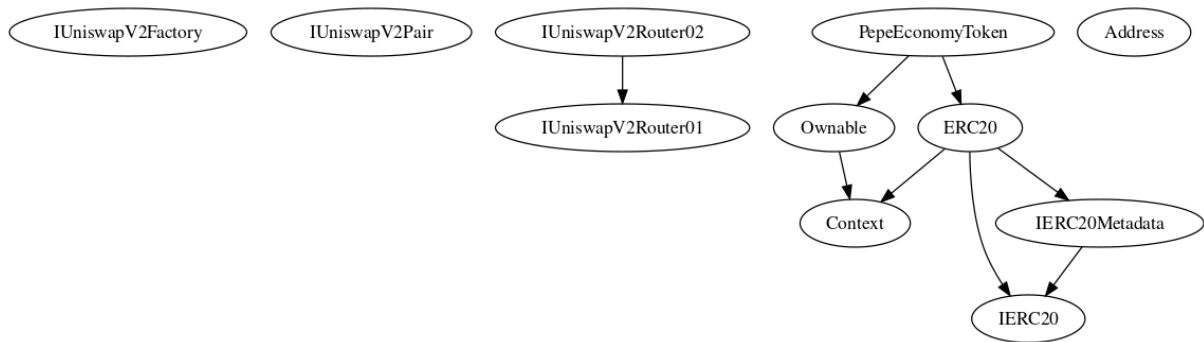 IUniswapV2Factory
IUniswapV2Pair
IUniswapV2Router02
PepeEconomyToken
Address
IUniswapV2Router01
Ownable
ERC20
Context
IERC20Metadata
IERC20